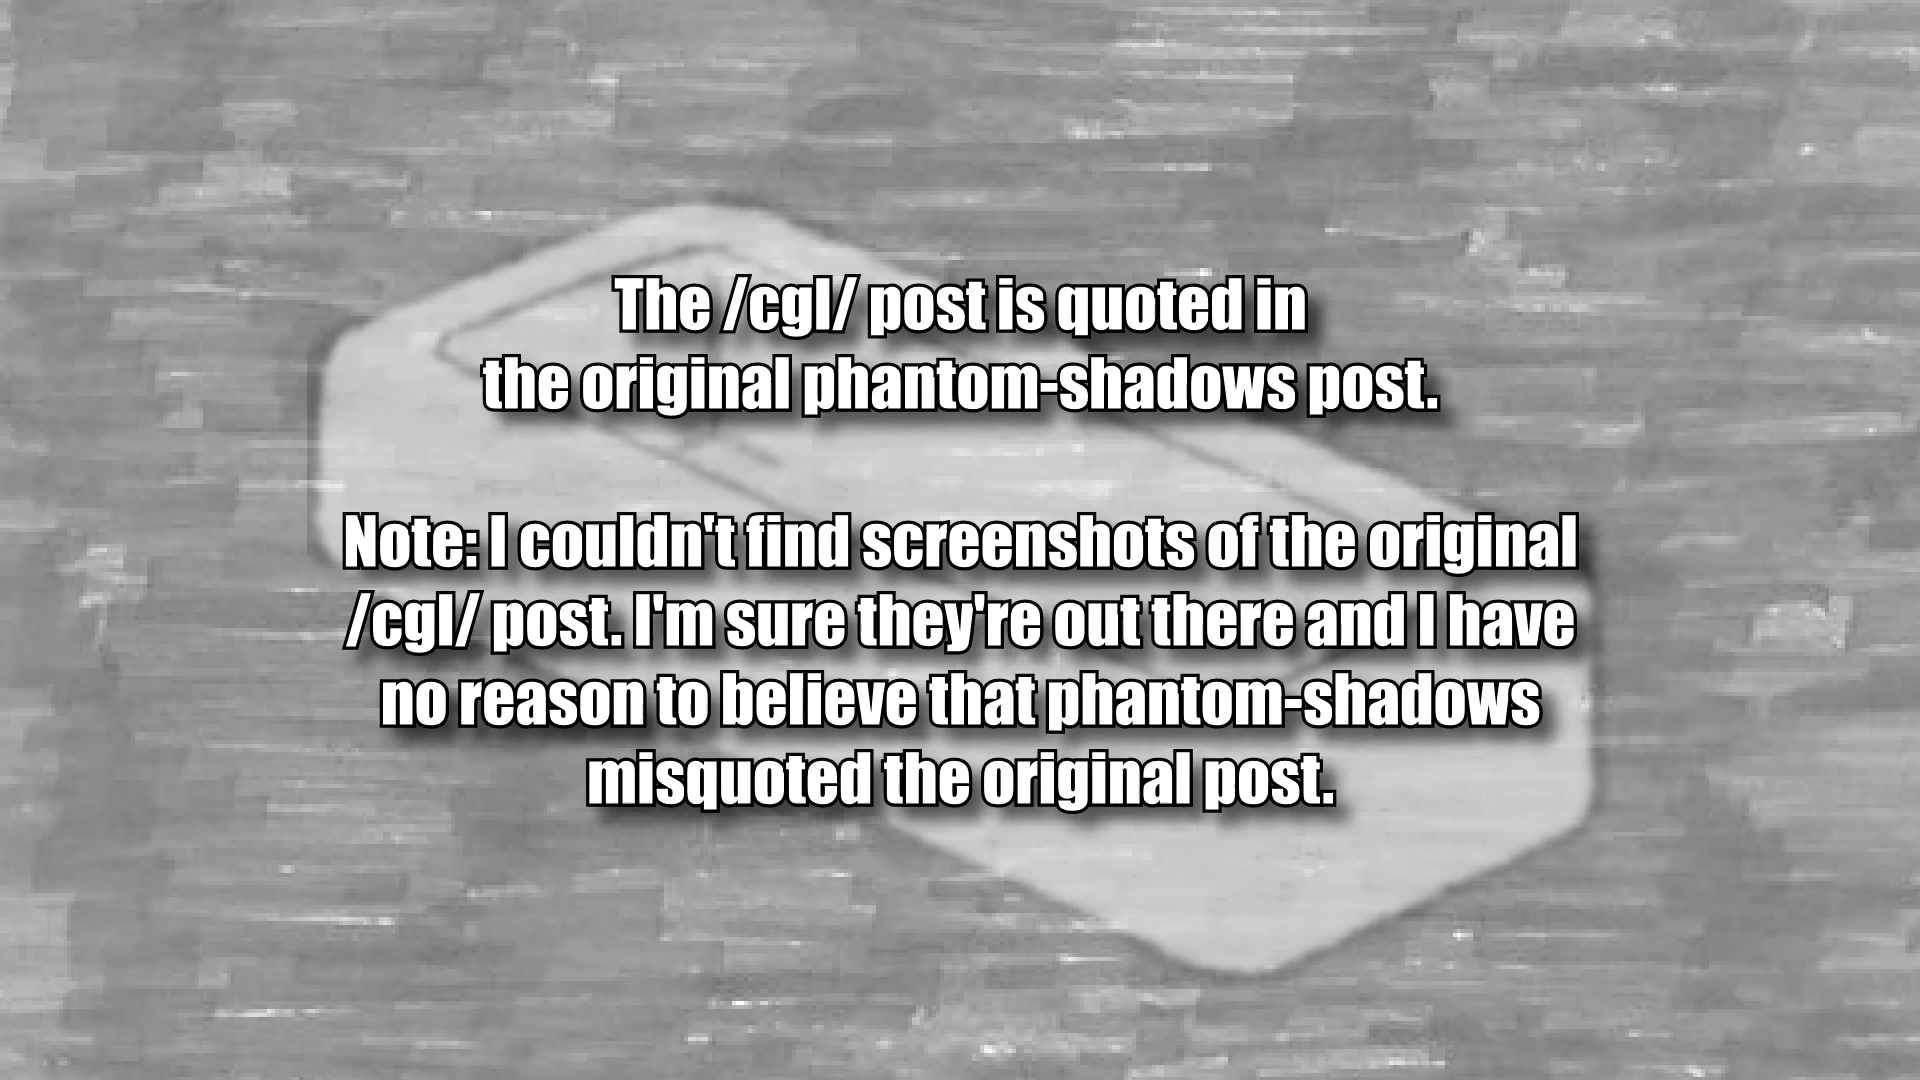 The /cgl/ post is quoted in
the original phantom-shadows post.
Note: I couldn't find screenshots of the original
/cgl/ post. I'm sure they're out there and I have
no reason to believe that phantom-shadows
misquoted the original post.